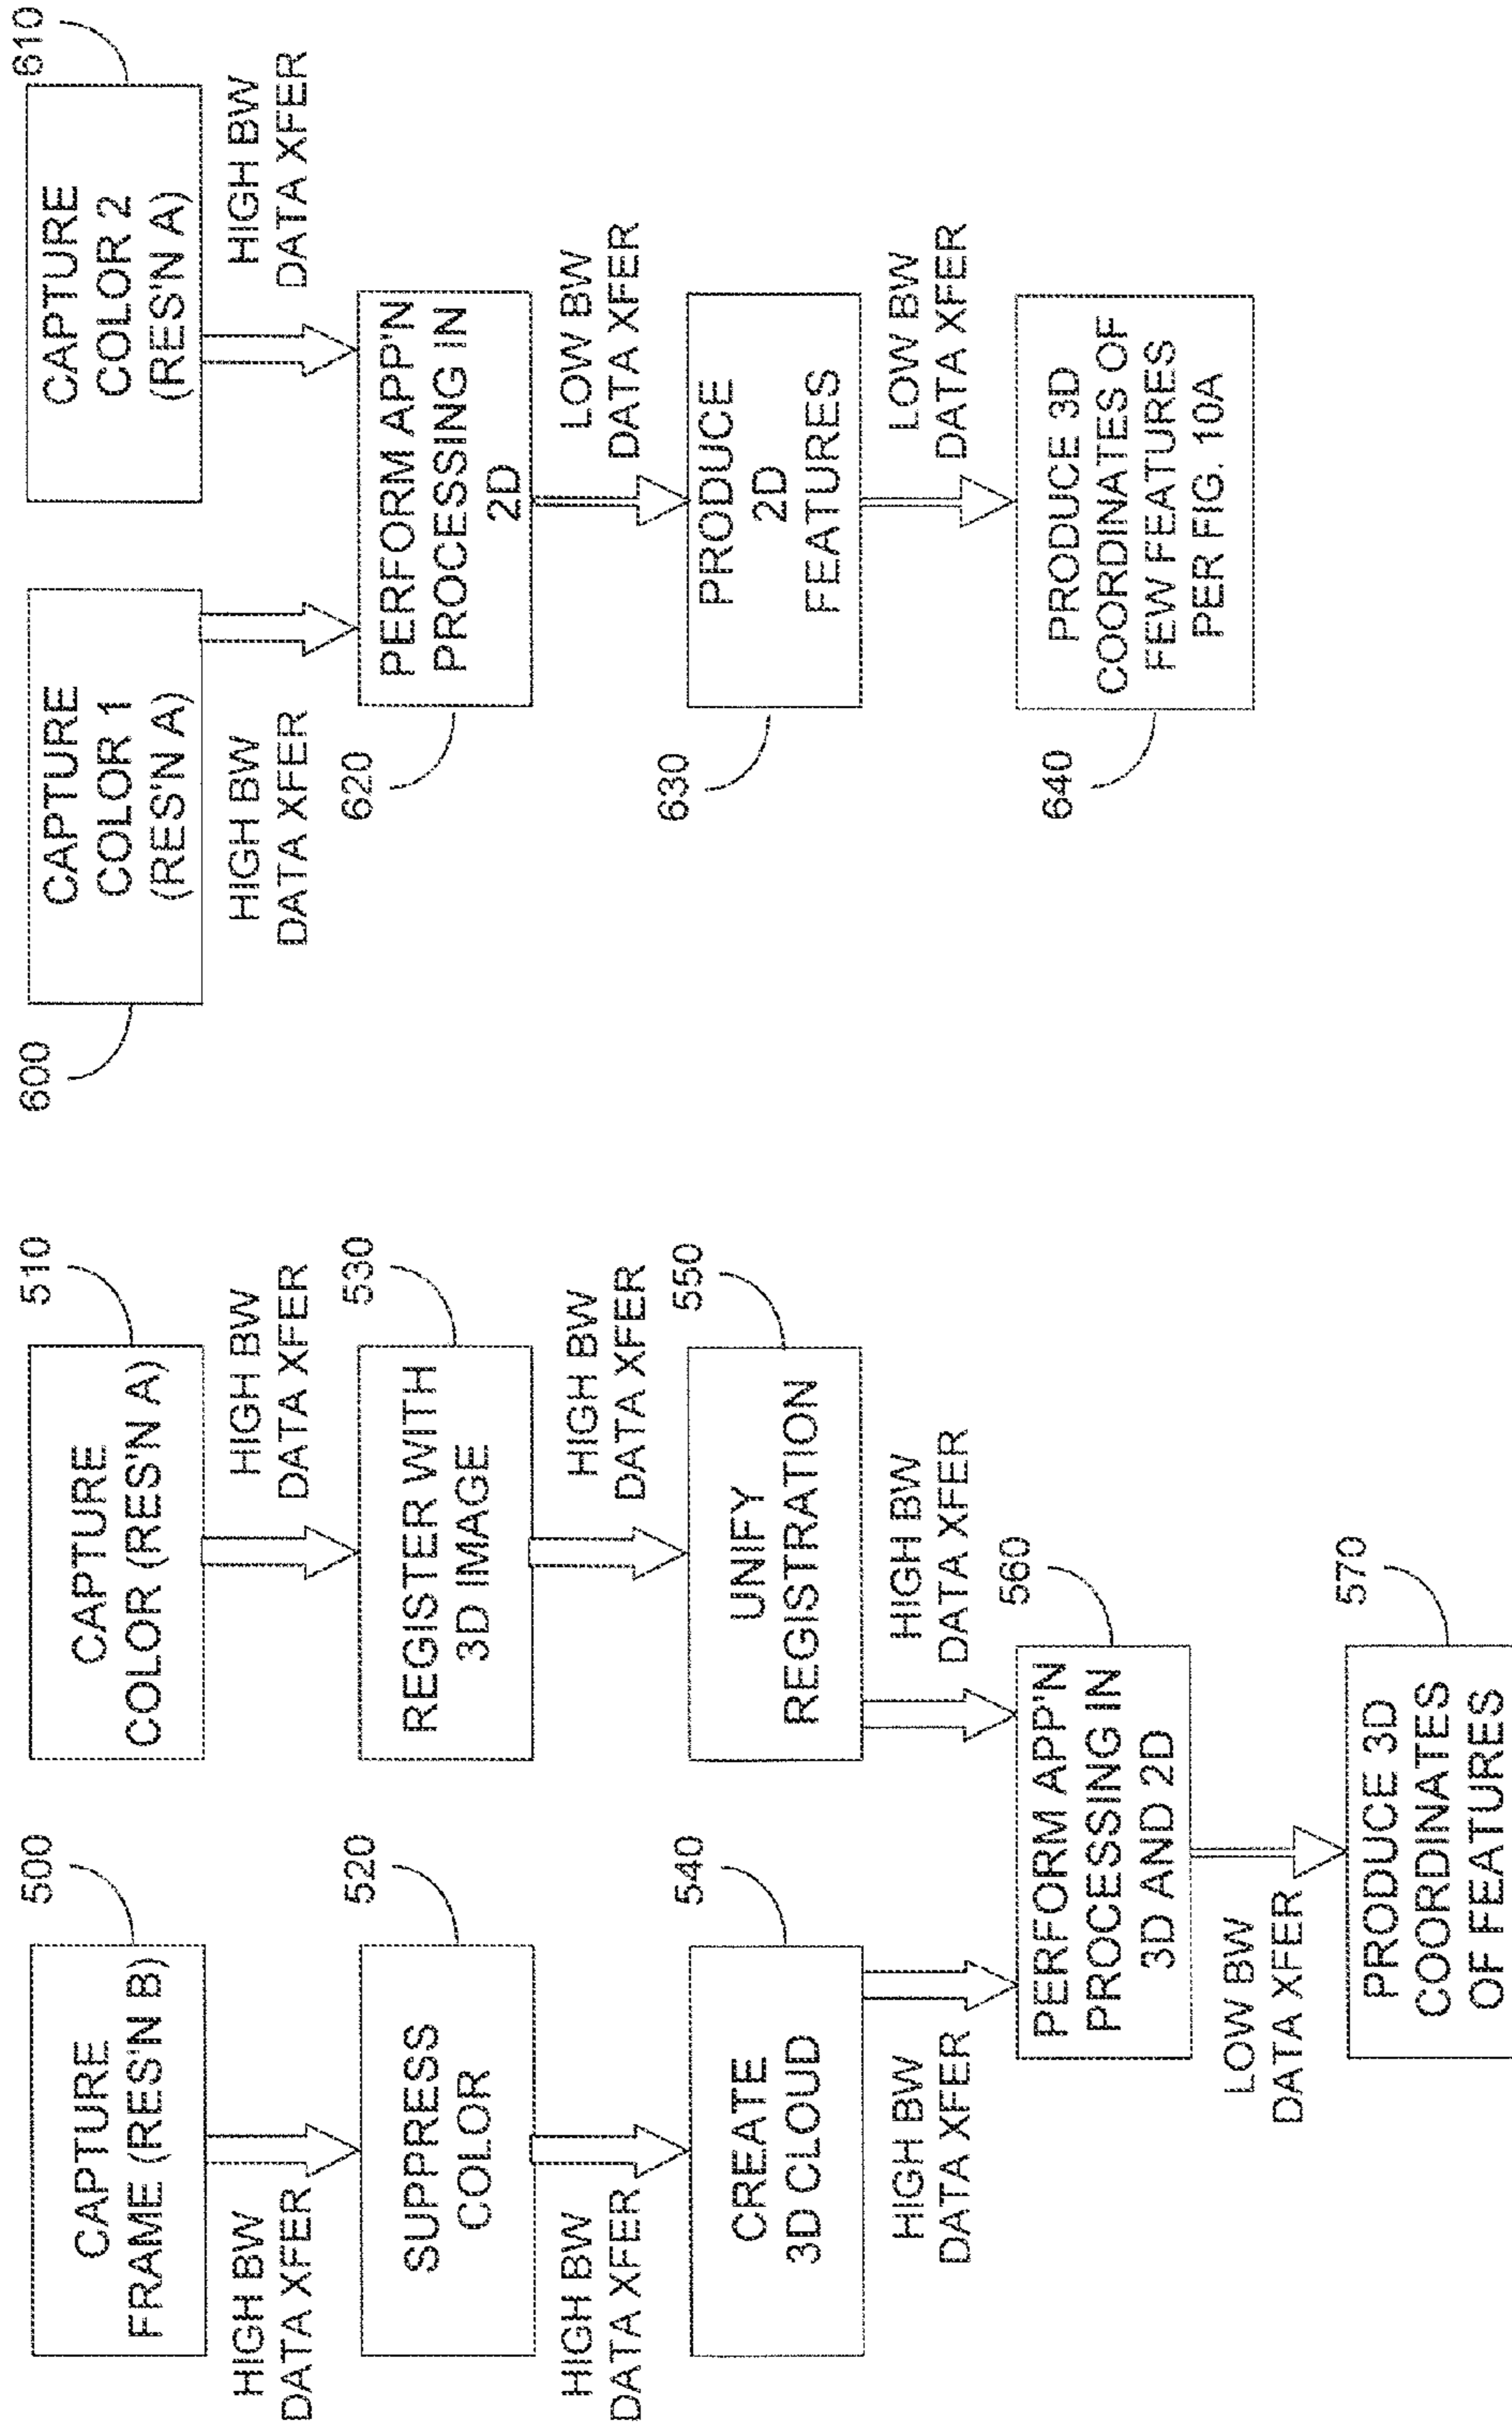 500
CAPTURE
FRAME (RES'N B)
HIGH BW
DATA XFER
520
SUPPRESS
COLOR
HIGH BW
DATA XFER
540
CREATE
3D CLOUD
HIGH BW
DATA XFER
510
CAPTURE
COLOR (RES'N A)
HIGH BW
DATA XFER
530
REGISTER WITH
3D IMAGE
HIGH BW
DATA XFER
550
UNIFY
REGISTRATION
HIGH BW
DATA XFER
560
PERFORM APP'N
PROCESSING IN
3D AND 2D
LOW BW
DATA XFER
570
PRODUCE 3D
COORDINATES
OF FEATURES
600
CAPTURE
COLOR 1
(RES'N A)
HIGH BW
DATA XFER
610
CAPTURE
COLOR 2
(RES'N A)
HIGH BW
DATA XFER
620
PERFORM APP'N
PROCESSING IN
2D
LOW BW
DATA XFER
630
PRODUCE
2D
FEATURES
LOW BW
DATA XFER
640
PRODUCE 3D
COORDINATES OF
FEW FEATURES
PER FIG. 10A